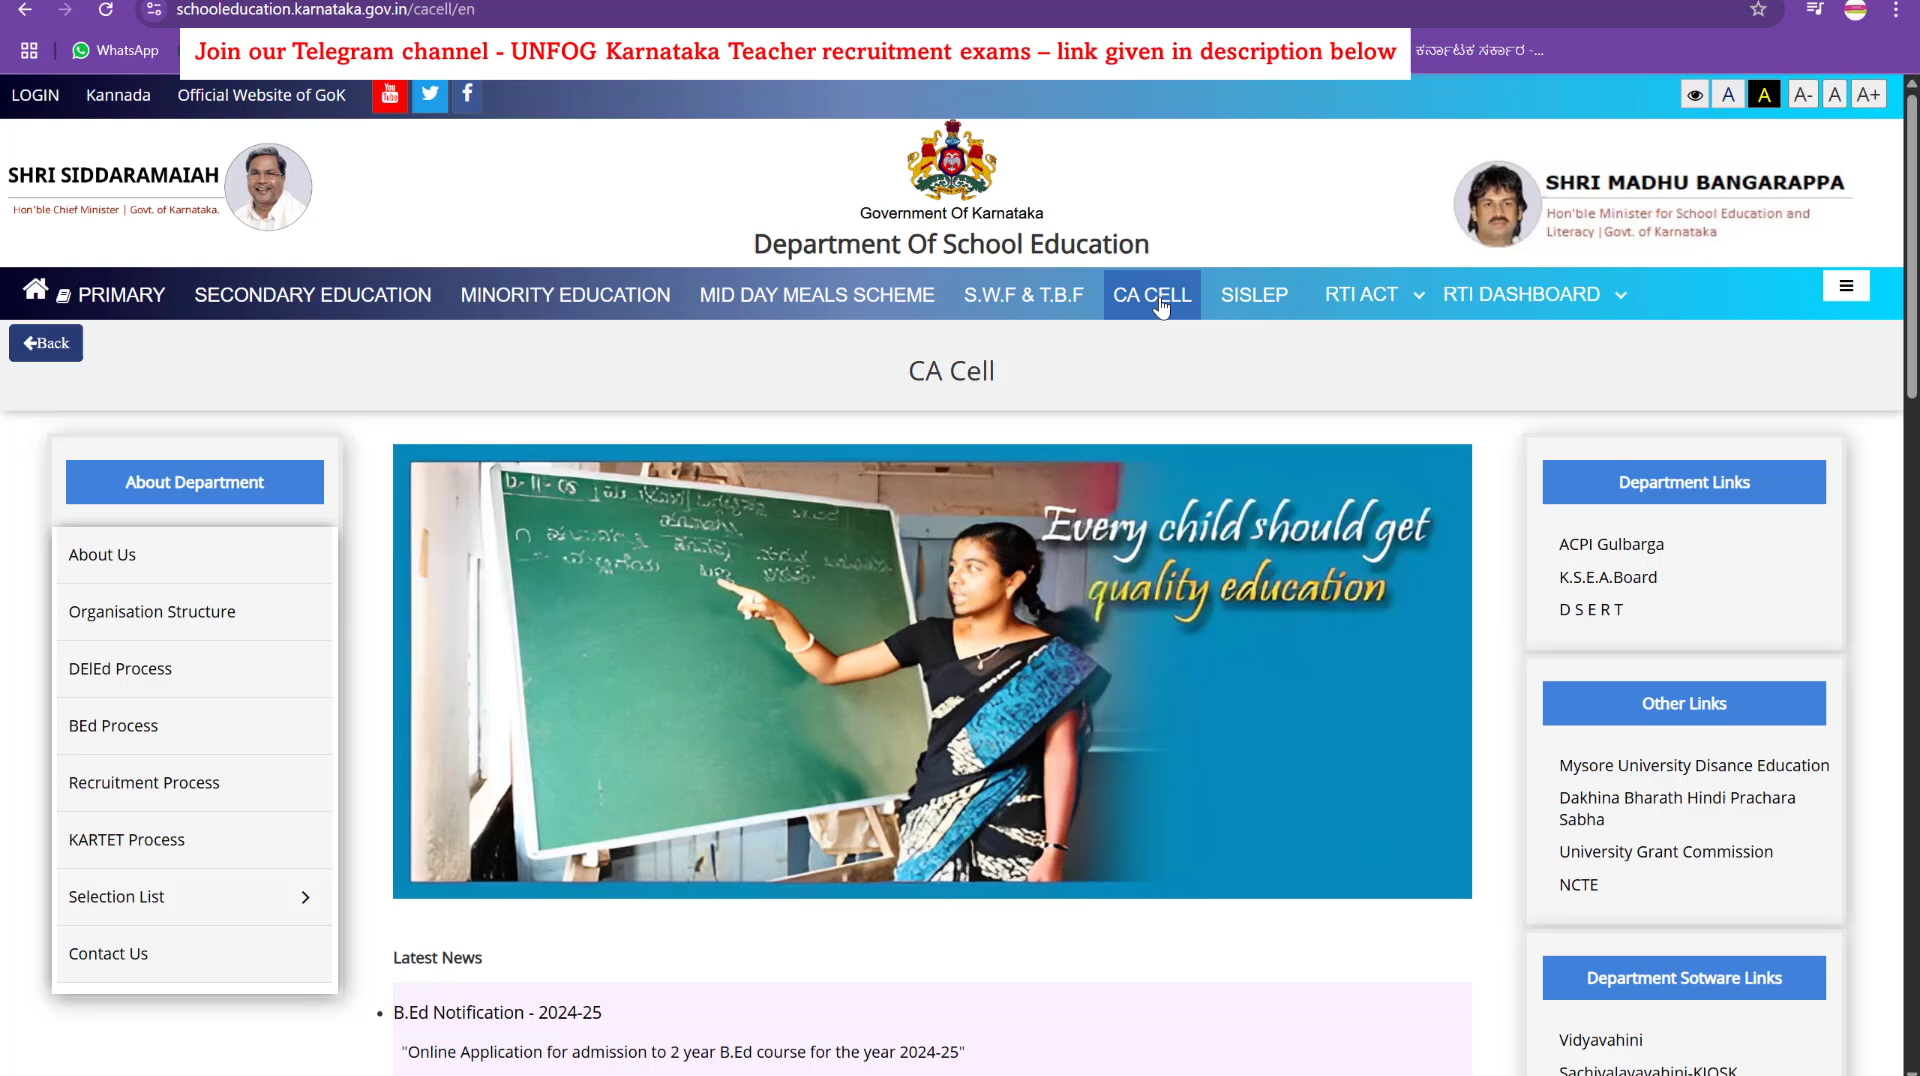 schooleducation.karnataka.gov.in/cacell/en
WhatsApp
Join our Telegram channel - UNFOG Karnataka Teacher recruitment exams – link given in description below
ಕರ್ನಾಟಕ ಸರ್ಕಾರ -...
LOGIN
Kannada
Official Website of GoK
You Tube
A
A
A-
A
A+
SHRI SIDDARAMAIAH
Hon'ble Chief Minister | Govt. of Karnataka.
Government Of Karnataka
Department Of School Education
SHRI MADHU BANGARAPPA
Hon'ble Minister for School Education and
Literacy | Govt. of Karnataka
PRIMARY
SECONDARY EDUCATION
MINORITY EDUCATION
MID DAY MEALS SCHEME
S.W.F & T.B.F
CA CELL
SISLEP
RTI ACT
RTI DASHBOARD
Back
CA Cell
About Department
About Us
Organisation Structure
DElEd Process
BEd Process
Recruitment Process
KARTET Process
Selection List
Contact Us
Every child should get
quality education
Latest News
B.Ed Notification - 2024-25
"Online Application for admission to 2 year B.Ed course for the year 2024-25"
Department Links
ACPI Gulbarga
K.S.E.A.Board
D S E R T
Other Links
Mysore University Disance Education
Dakhina Bharath Hindi Prachara
Sabha
University Grant Commission
NCTE
Department Sotware Links
Vidyavahini
Sachivalayavahini-KIOSK